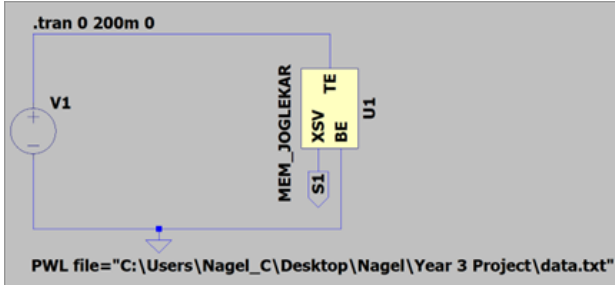 .tran 0 200m 0
V1
MEM_JOGLEKAR
TE
XSV
BE
U1
S1
PWL file="C:\Users\Nagel_C\Desktop\Nagel\Year 3 Project\data.txt"